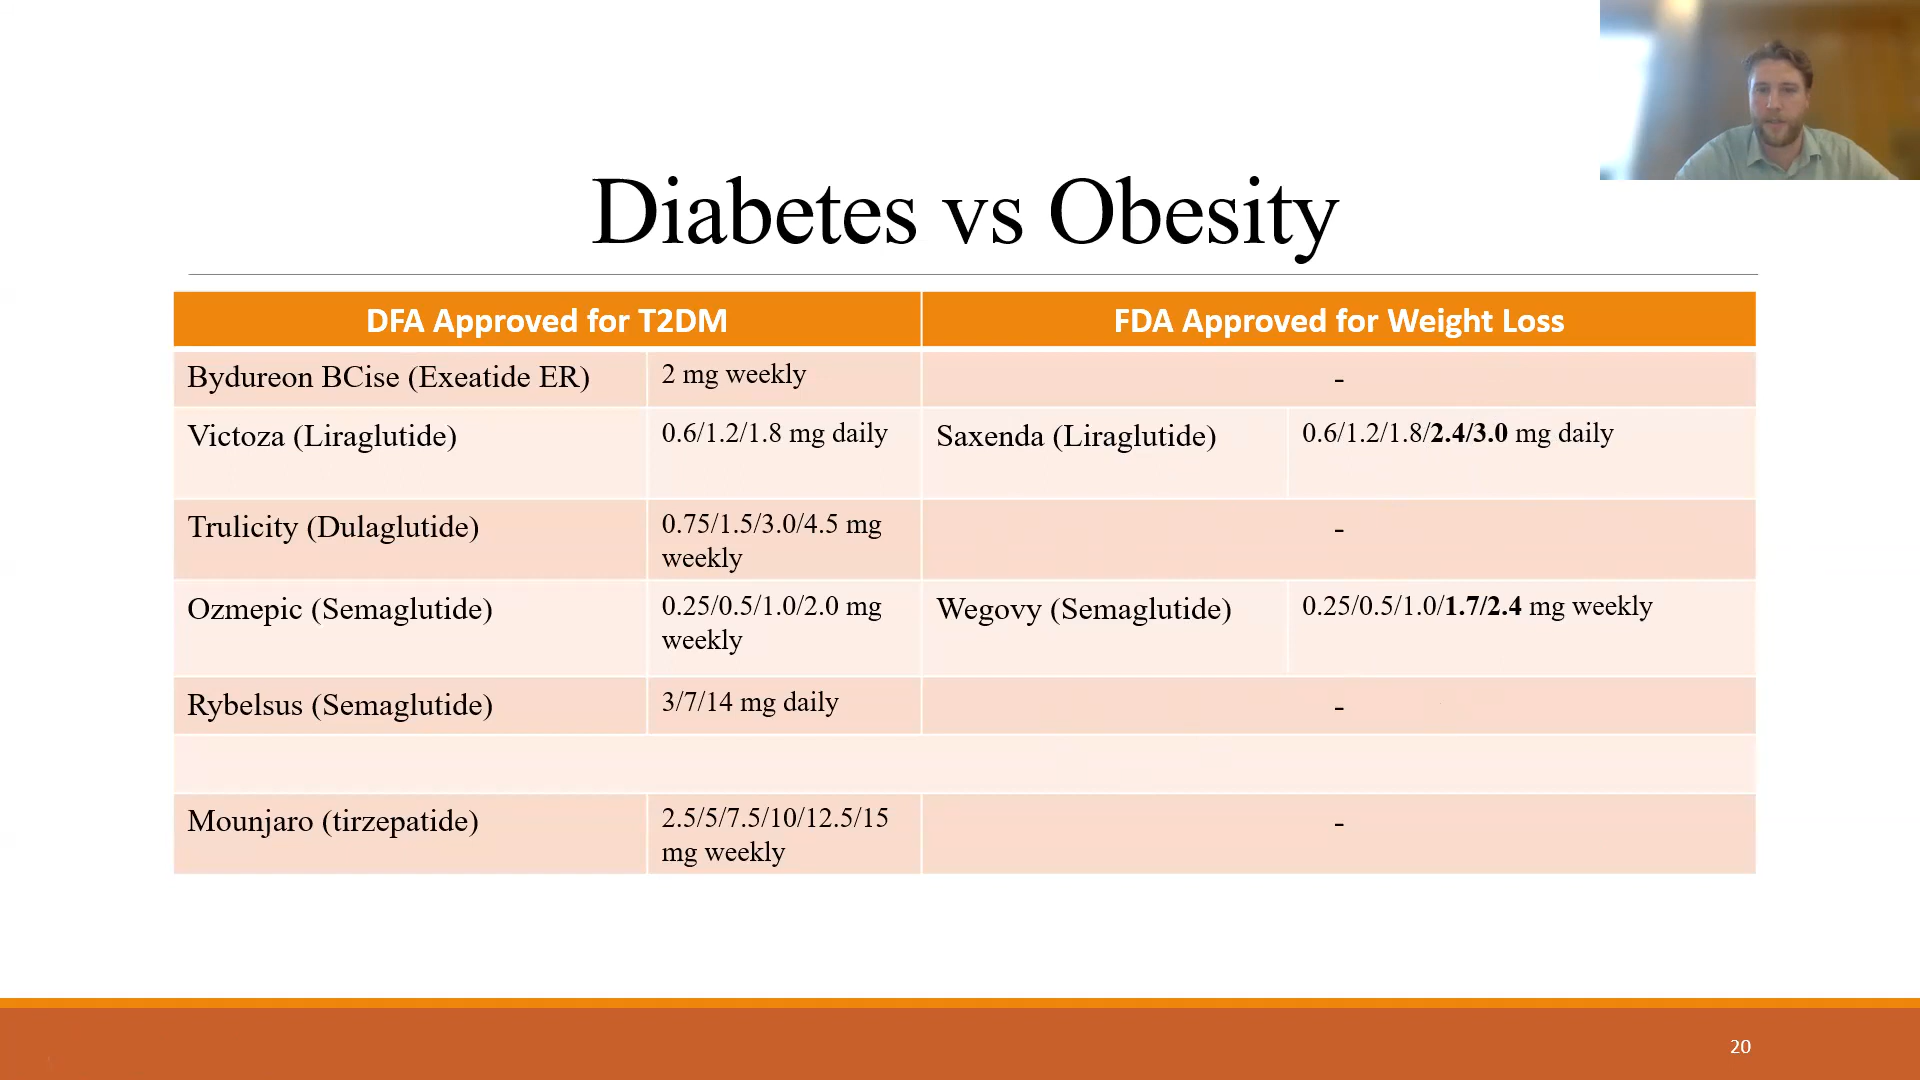 Diabetes vs Obesity
DFA Approved for T2DM
FDA Approved for Weight Loss
Bydureon BCise (Exeatide ER)
2 mg weekly
-
Victoza (Liraglutide)
0.6/1.2/1.8 mg daily
Saxenda (Liraglutide)
0.6/1.2/1.8/2.4/3.0 mg daily
Trulicity (Dulaglutide)
0.75/1.5/3.0/4.5 mg
weekly
-
Ozmepic (Semaglutide)
0.25/0.5/1.0/2.0 mg
weekly
Wegovy (Semaglutide)
0.25/0.5/1.0/1.7/2.4 mg weekly
Rybelsus (Semaglutide)
3/7/14 mg daily
-
Mounjaro (tirzepatide)
2.5/5/7.5/10/12.5/15
mg weekly
-
20